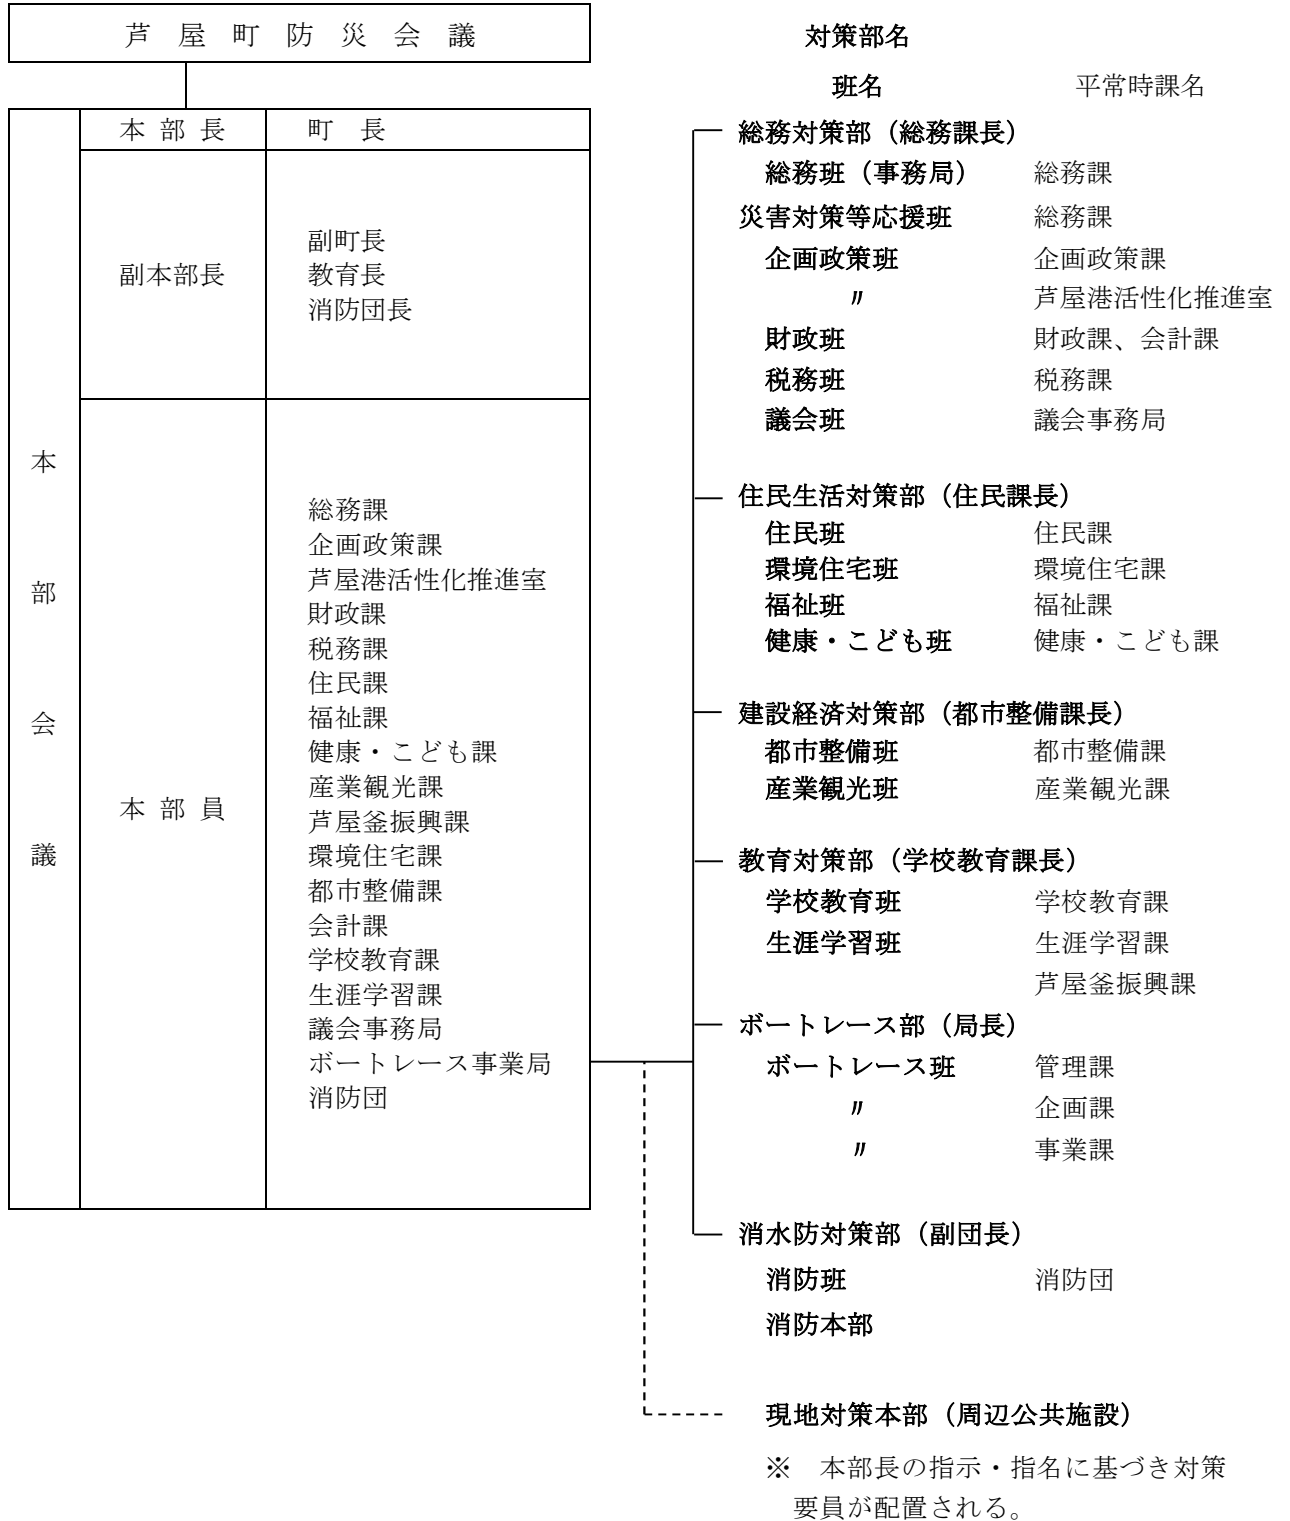 芦屋町防災会議
本部会議
本部長
町　長
副本部長
副町長
教育長
消防団長
本部員
総務課
企画政策課
芦屋港活性化推進室
財政課
税務課
住民課
福祉課
健康・こども課
産業観光課
芦屋釜振興課
環境住宅課
都市整備課
会計課
学校教育課
生涯学習課
議会事務局
ボートレース事業局
消防団
対策部名
班名　平常時課名
総務対策部（総務課長）
総務班（事務局）　総務課
災害対策等応援班　総務課
企画政策班　企画政策課
〃　芦屋港活性化推進室
財政班　財政課、会計課
税務班　税務課
議会班　議会事務局
住民生活対策部（住民課長）
住民班　住民課
環境住宅班　環境住宅課
福祉班　福祉課
健康・こども班　健康・こども課
建設経済対策部（都市整備課長）
都市整備班　都市整備課
産業観光班　産業観光課
教育対策部（学校教育課長）
学校教育班　学校教育課
生涯学習班　生涯学習課
芦屋釜振興課
ボートレース部（局長）
ボートレース班　管理課
〃　企画課
〃　事業課
消水防対策部（副団長）
消防班　消防団
消防本部
現地対策本部（周辺公共施設）
※　本部長の指示・指名に基づき対策
要員が配置される。